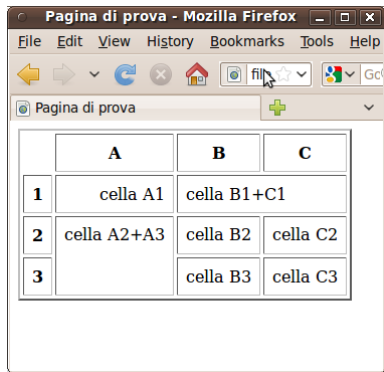 Pagina di prova - Mozilla Firefox
File Edit View History Bookmarks Tools Help
Pagina di prova
A B C
1 cella A1 cella B1+C1
2 cella A2+A3 cella B2 cella C2
3 cella B3 cella C3